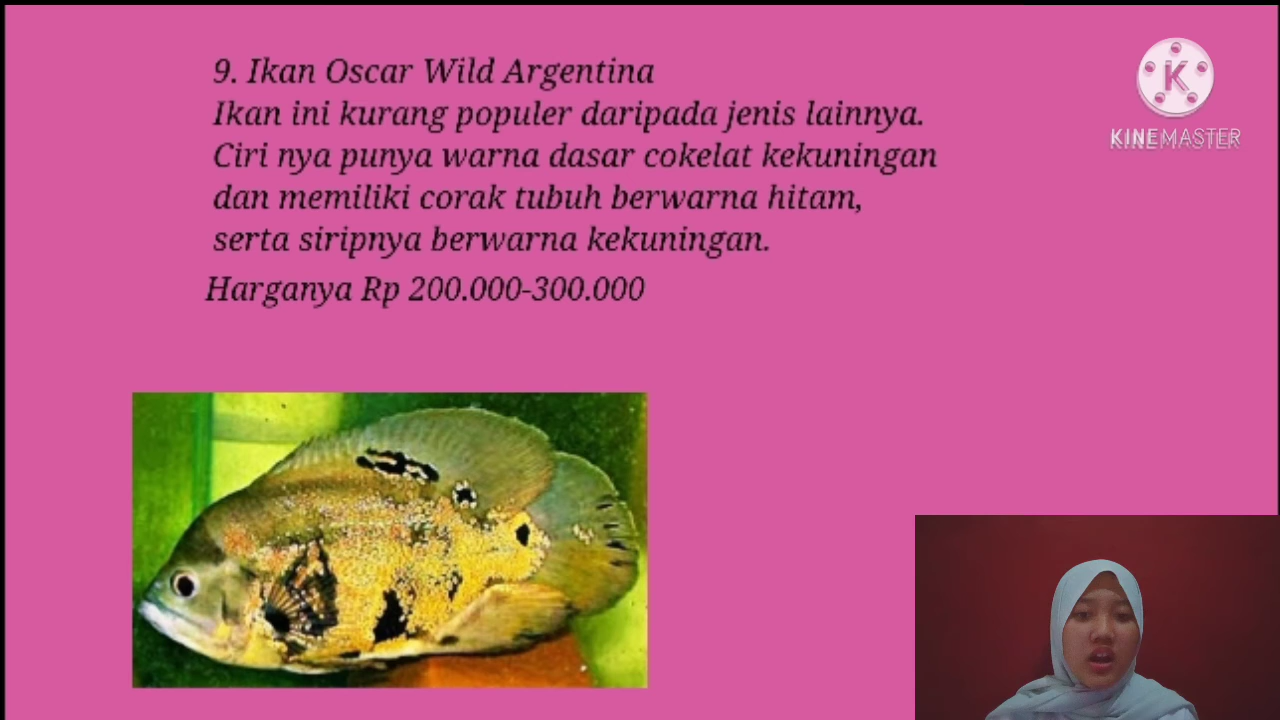 9. Ikan Oscar Wild Argentina
Ikan ini kurang populer daripada jenis lainnya.
Ciri nya punya warna dasar cokelat kekuningan
dan memiliki corak tubuh berwarna hitam,
serta siripnya berwarna kekuningan.
Harganya Rp 200.000-300.000
K
KINEMASTER